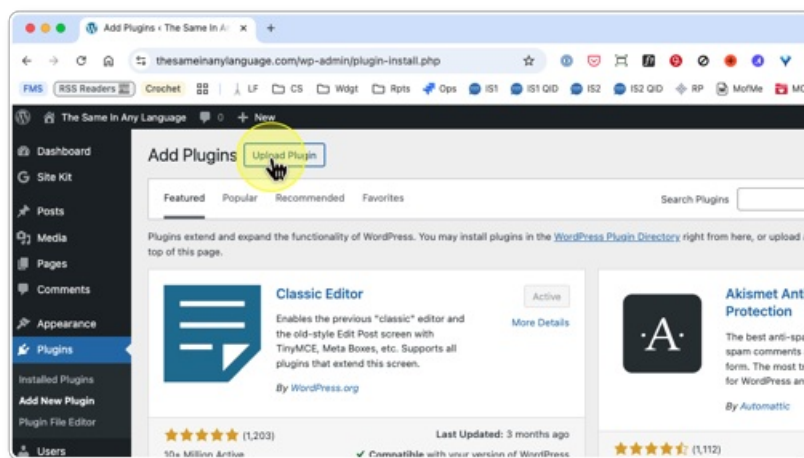 Add Plugins ‹ The Same In A
thesameinanylanguage.com/wp-admin/plugin-install.php
FMS RSS Readers Crochet LF CS Wdgt Rpts Ops IS1 IS1 QID IS2 IS2 QID RP MofMe MO
The Same In Any Language 0 + New
Dashboard
Site Kit
Posts
Media
Pages
Comments
Appearance
Plugins
Installed Plugins
Add New Plugin
Plugin File Editor
Users
Add Plugins Upload Plugin
Featured Popular Recommended Favorites Search Plugins
Plugins extend and expand the functionality of WordPress. You may install plugins in the WordPress Plugin Directory right from here, or upload
top of this page.
Classic Editor Active
Enables the previous "classic" editor and More Details
the old-style Edit Post screen with
TinyMCE, Meta Boxes, etc. Supports all
plugins that extend this screen.
By WordPress.org
(1,203) Last Updated: 3 months ago
10+ Million Active ✓ Compatible with your version of WordPress
Akismet Ant
Protection
The best anti-spa
spam comments
form. The most t
for WordPress an
By Automattic
(1,112)